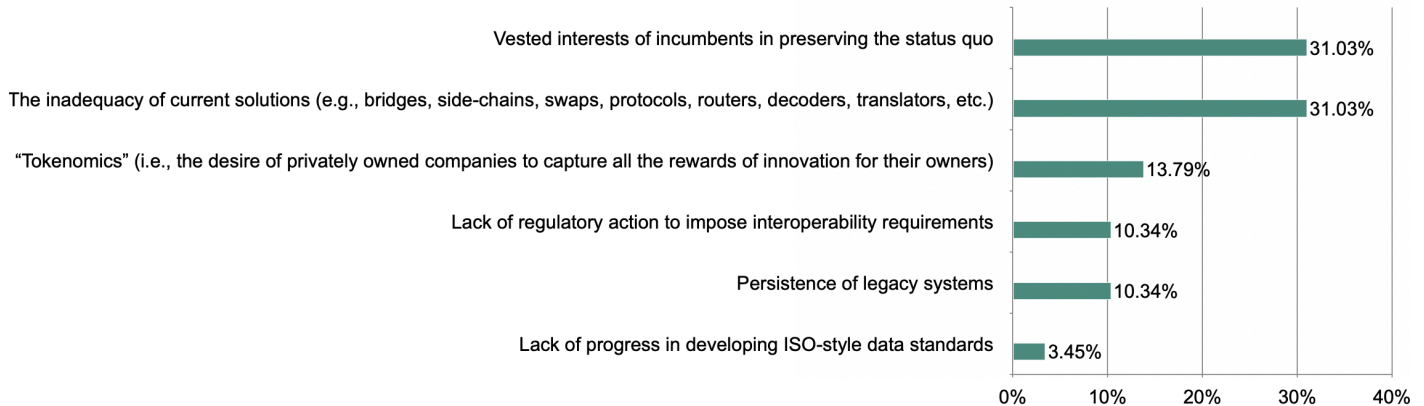 Vested interests of incumbents in preserving the status quo
31.03%
The inadequacy of current solutions (e.g., bridges, side-chains, swaps, protocols, routers, decoders, translators, etc.)
31.03%
“Tokenomics” (i.e., the desire of privately owned companies to capture all the rewards of innovation for their owners)
13.79%
Lack of regulatory action to impose interoperability requirements
10.34%
Persistence of legacy systems
10.34%
Lack of progress in developing ISO-style data standards
3.45%
0% 10% 20% 30% 40%